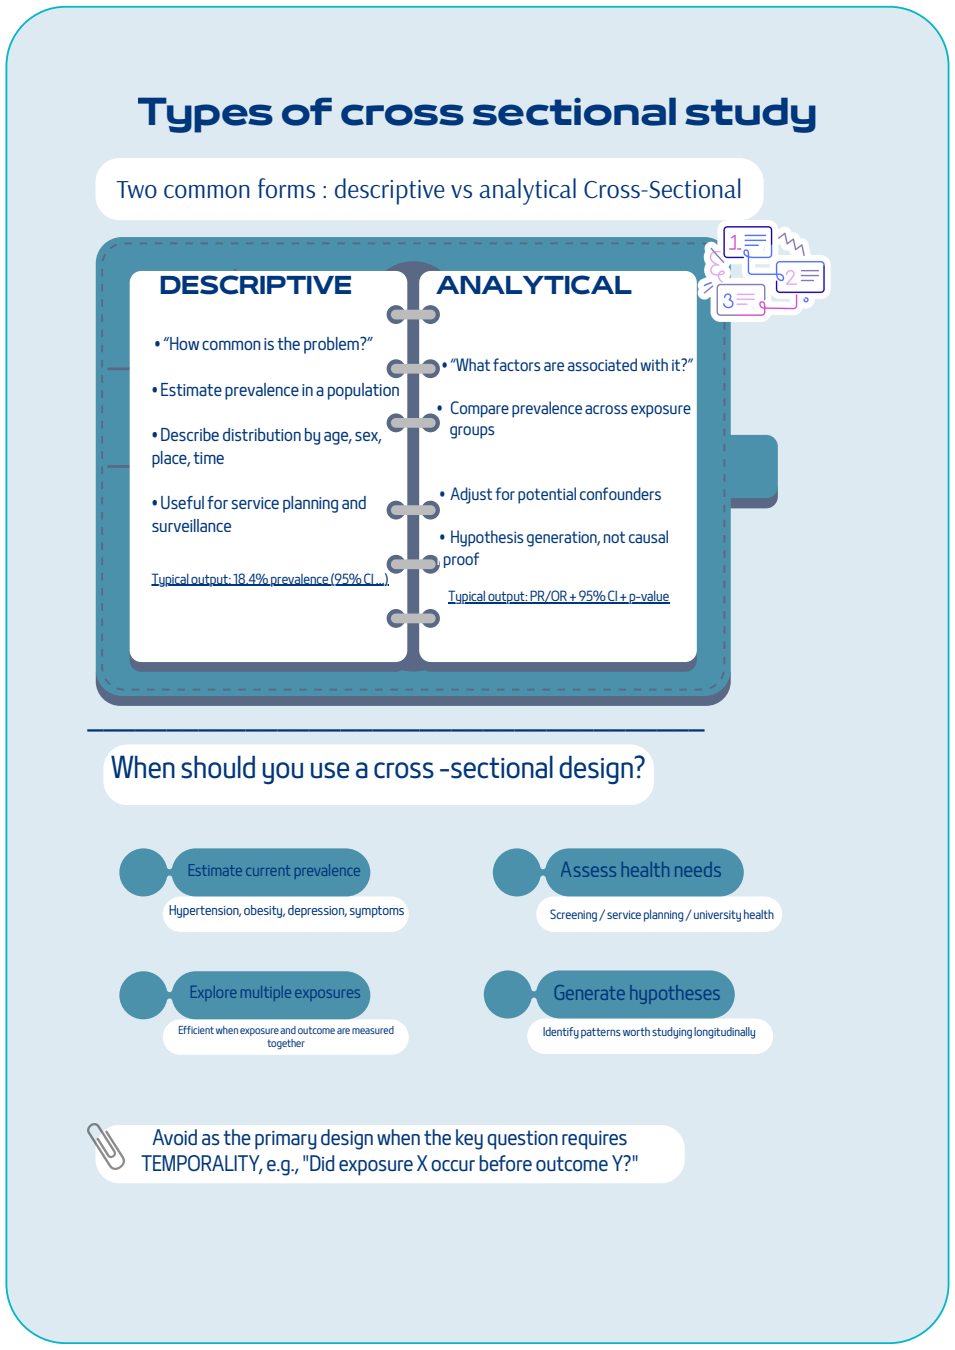 Types of cross sectional study
Two common forms : descriptive vs analytical Cross-Sectional
1
2
3
DESCRIPTIVE
• “How common is the problem?”
• Estimate prevalence in a population
• Describe distribution by age, sex,
place, time
• Useful for service planning and
surveillance
Typical output: 18.4% prevalence (95% CI ...)
ANALYTICAL
• “What factors are associated with it?”
• Compare prevalence across exposure
groups
• Adjust for potential confounders
• Hypothesis generation, not causal
proof
Typical output: PR/OR + 95% CI + p-value
When should you use a cross -sectional design?
Estimate current prevalence
Hypertension, obesity, depression, symptoms
Assess health needs
Screening / service planning / university health
Explore multiple exposures
Efficient when exposure and outcome are measured
together
Generate hypotheses
Identify patterns worth studying longitudinally
Avoid as the primary design when the key question requires
TEMPORALITY, e.g., "Did exposure X occur before outcome Y?"